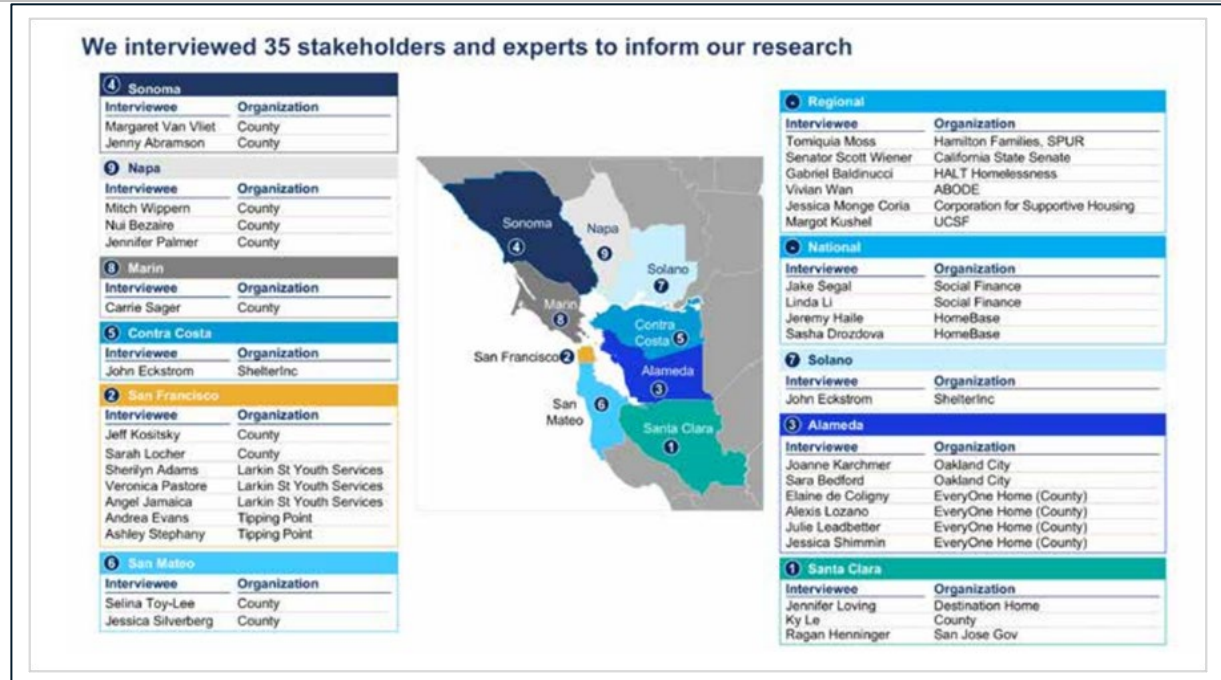 We interviewed 35 stakeholders and experts to inform our research
4 Sonoma
Interviewee Organization
Margaret Van Vliet County
Jenny Abramson County
9 Napa
Interviewee Organization
Mitch Wippern County
Nui Bezaire County
Jennifer Palmer County
8 Marin
Interviewee Organization
Carrie Sager County
5 Contra Costa
Interviewee Organization
John Eckstrom ShelterInc
2 San Francisco
Interviewee Organization
Jeff Kositsky County
Sarah Locher County
Sherilyn Adams Larkin St Youth Services
Veronica Pastore Larkin St Youth Services
Angel Jamaica Larkin St Youth Services
Andrea Evans Tipping Point
Ashley Stephany Tipping Point
6 San Mateo
Interviewee Organization
Selina Toy-Lee County
Jessica Silverberg County
Sonoma
4
Napa
9
Solano
7
Marin
8
Contra
Costa 5
San Francisco 2
Alameda
3
San
Mateo
6
Santa Clara
1
- Regional
Interviewee Organization
Tomiquia Moss Hamilton Families, SPUR
Senator Scott Wiener California State Senate
Gabriel Baldinucci HALT Homelessness
Vivian Wan ABODE
Jessica Monge Coria Corporation for Supportive Housing
Margot Kushel UCSF
- National
Interviewee Organization
Jake Segal Social Finance
Linda Li Social Finance
Jeremy Haile HomeBase
Sasha Drozdova HomeBase
7 Solano
Interviewee Organization
John Eckstrom ShelterInc
3 Alameda
Interviewee Organization
Joanne Karchmer Oakland City
Sara Bedford Oakland City
Elaine de Coligny EveryOne Home (County)
Alexis Lozano EveryOne Home (County)
Julie Leadbetter EveryOne Home (County)
Jessica Shimmin EveryOne Home (County)
1 Santa Clara
Interviewee Organization
Jennifer Loving Destination Home
Ky Le County
Ragan Henninger San Jose Gov